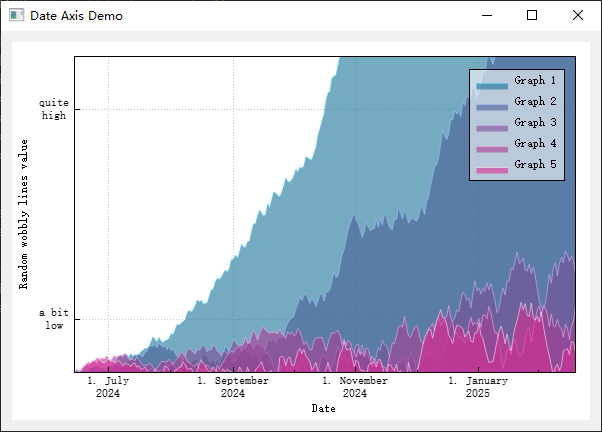 Date Axis Demo
Graph 1
Graph 2
Graph 3
Graph 4
Graph 5
quite
high
a bit
low
Random wobbly lines value
1. July
2024
1. September
2024
1. November
2024
1. January
2025
Date